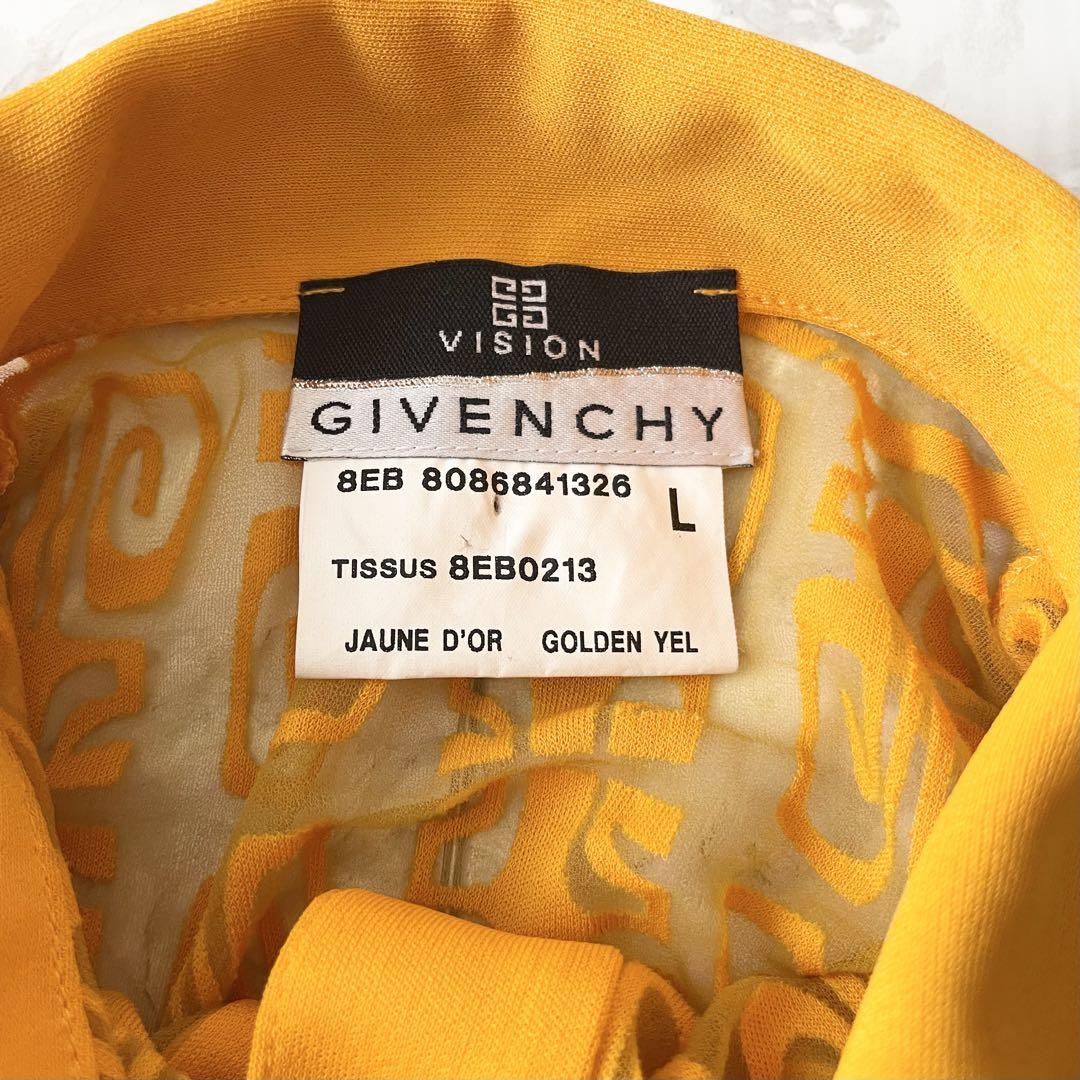 VISION
GIVENCHY
8EB 8086841326
L
TISSUS 8EB0213
JAUNE D'OR GOLDEN YEL